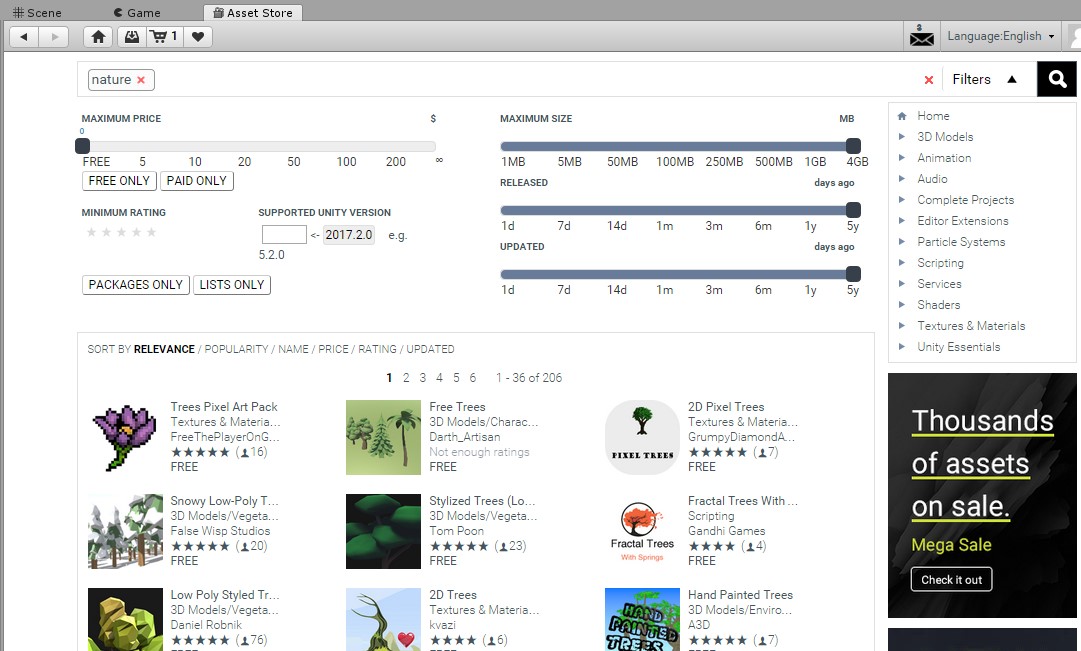 Scene
Game
Asset Store
1
3
Language:English
nature
Filters
MAXIMUM PRICE $
0
FREE 5 10 20 50 100 200 ∞
FREE ONLY PAID ONLY
MINIMUM RATING
SUPPORTED UNITY VERSION
<- 2017.2.0 e.g.
5.2.0
PACKAGES ONLY LISTS ONLY
MAXIMUM SIZE MB
1MB 5MB 50MB 100MB 250MB 500MB 1GB 4GB
RELEASED days ago
1d 7d 14d 1m 3m 6m 1y 5y
UPDATED days ago
1d 7d 14d 1m 3m 6m 1y 5y
Home
3D Models
Animation
Audio
Complete Projects
Editor Extensions
Particle Systems
Scripting
Services
Shaders
Textures & Materials
Unity Essentials
SORT BY RELEVANCE / POPULARITY / NAME / PRICE / RATING / UPDATED
1 2 3 4 5 6 1 - 36 of 206
Trees Pixel Art Pack
Textures & Materia...
FreeThePlayerOnG...
★★★★★ (16)
FREE
Free Trees
3D Models/Charac...
Darth_Artisan
Not enough ratings
FREE
PIXEL TREES
2D Pixel Trees
Textures & Materia...
GrumpyDiamondA...
★★★★★ (7)
FREE
Snowy Low-Poly T...
3D Models/Vegeta...
False Wisp Studios
★★★★★ (20)
FREE
Stylized Trees (Lo...
3D Models/Vegeta...
Tom Poon
★★★★★ (23)
FREE
Fractal Trees
With Springs
Fractal Trees With ...
Scripting
Gandhi Games
★★★★ (4)
FREE
Low Poly Styled Tr...
3D Models/Vegeta...
Daniel Robnik
★★★★★ (76)
2D Trees
Textures & Materia...
kvazi
★★★★ (6)
HAND
PAINTED
TREES
Hand Painted Trees
3D Models/Enviro...
A3D
★★★★★ (7)
Thousands
of assets
on sale.
Mega Sale
Check it out